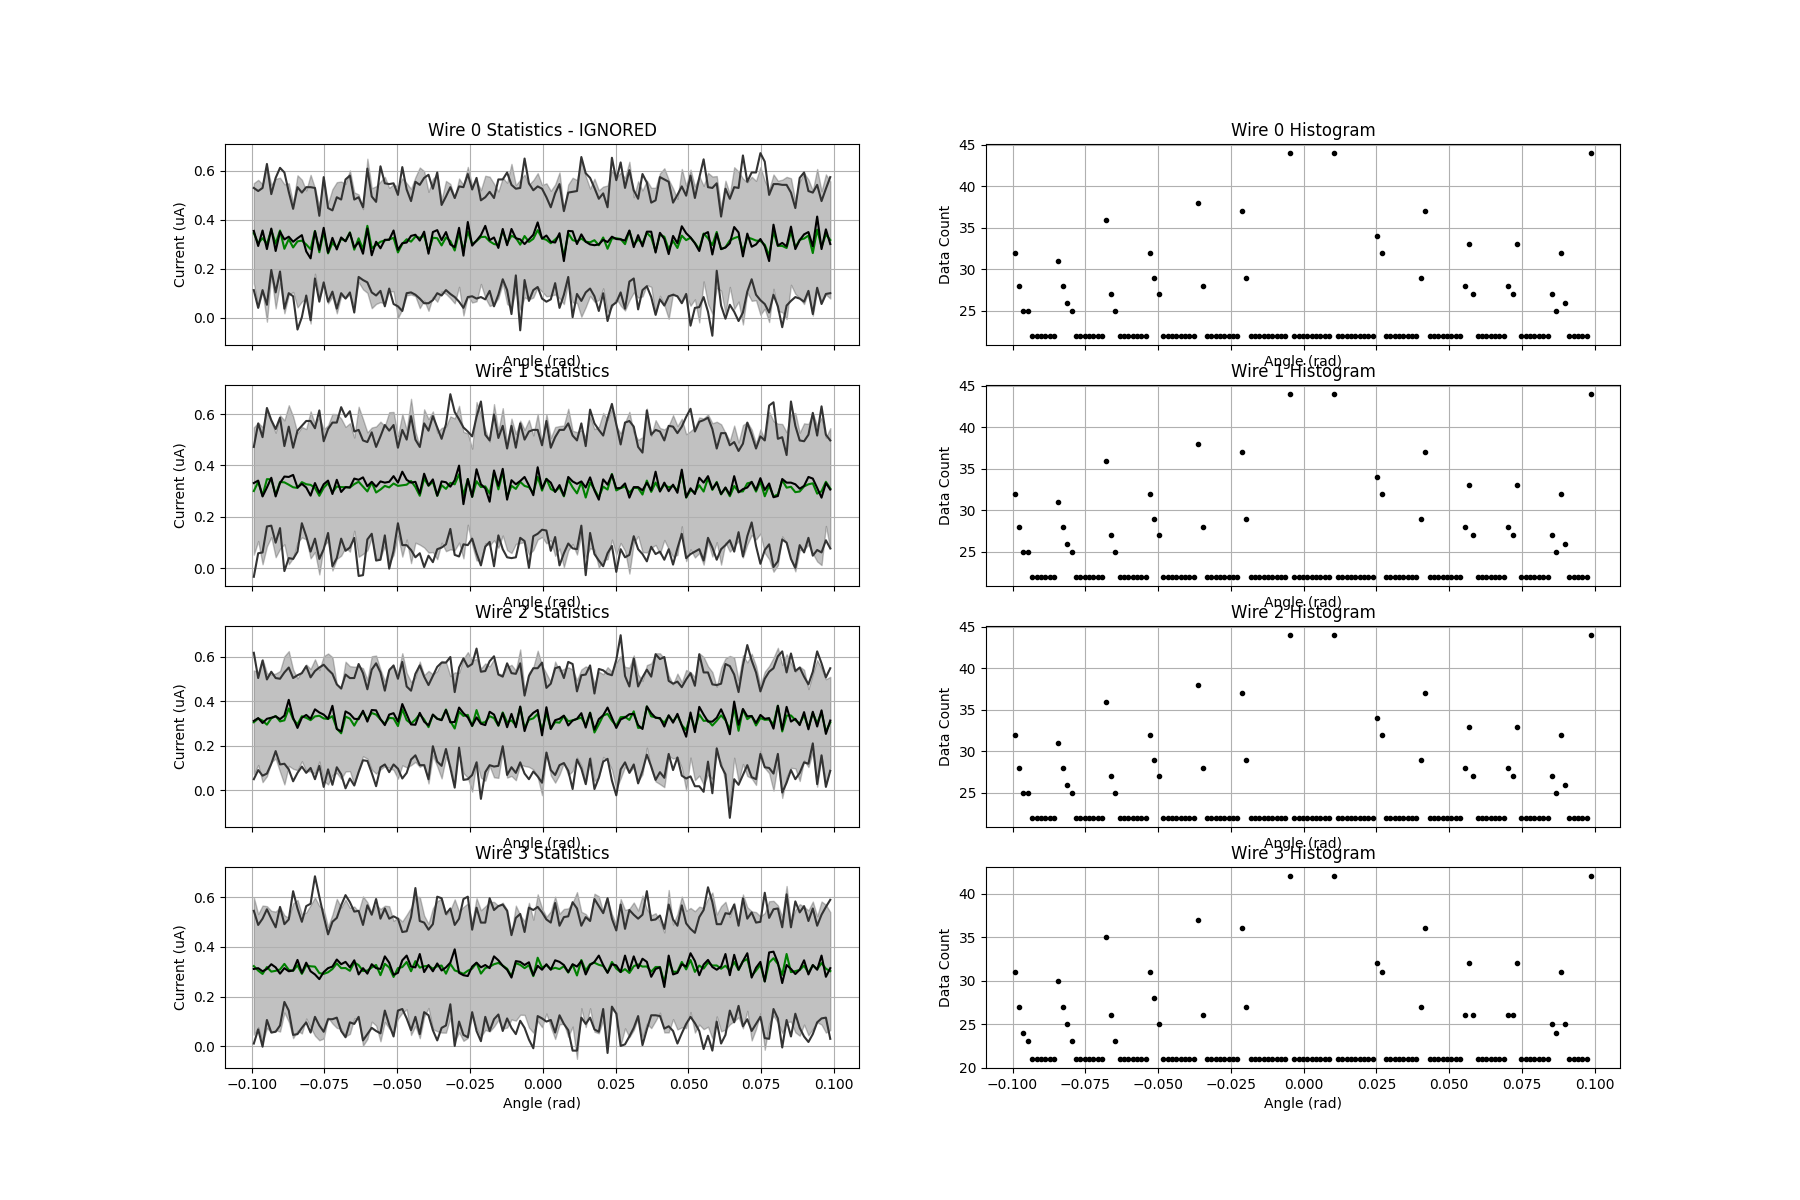 Wire 0 Statistics - IGNORED
Current (uA)
0.6
0.4
0.2
0.0
Angle (rad)
Wire 0 Histogram
Data Count
45
40
35
30
25
Angle (rad)
Wire 1 Statistics
Current (uA)
0.6
0.4
0.2
0.0
Angle (rad)
Wire 1 Histogram
Data Count
45
40
35
30
25
Angle (rad)
Wire 2 Statistics
Current (uA)
0.6
0.4
0.2
0.0
Angle (rad)
Wire 2 Histogram
Data Count
45
40
35
30
25
Angle (rad)
Wire 3 Statistics
Current (uA)
0.6
0.4
0.2
0.0
−0.100 −0.075 −0.050 −0.025 0.000 0.025 0.050 0.075 0.100
Angle (rad)
Wire 3 Histogram
Data Count
40
35
30
25
20
−0.100 −0.075 −0.050 −0.025 0.000 0.025 0.050 0.075 0.100
Angle (rad)